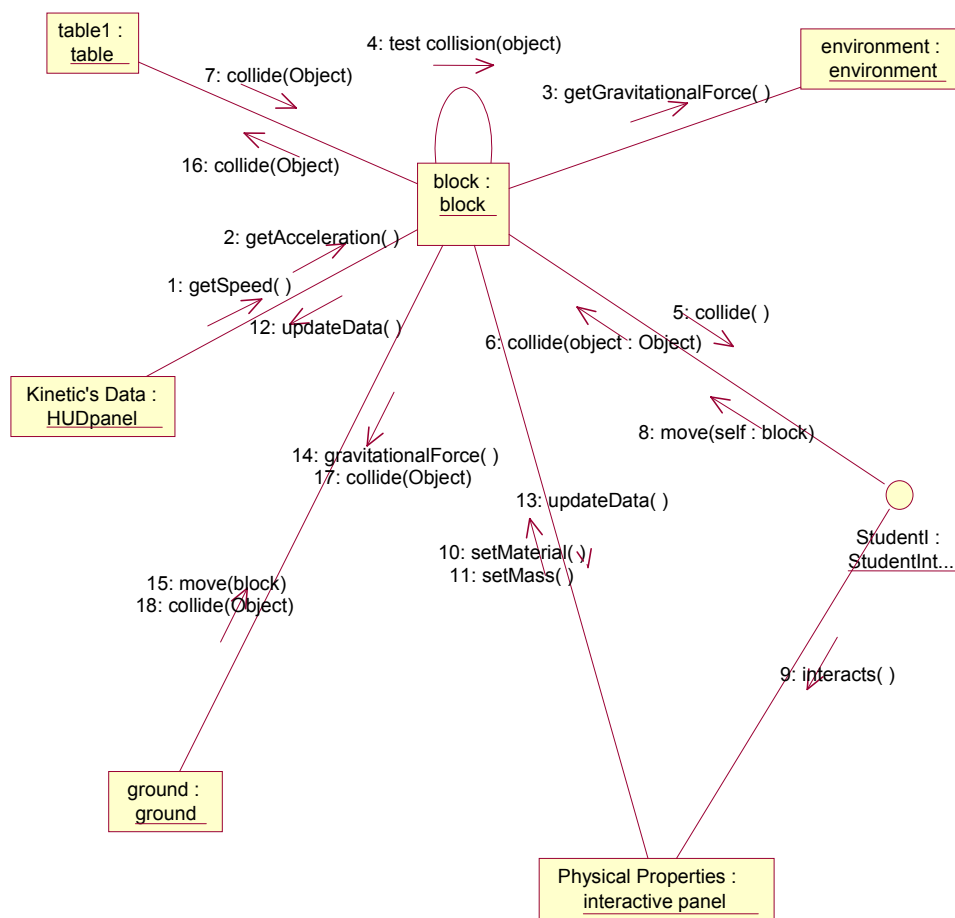 table1 :
table
4: test collision(object)
environment :
environment
7: collide(Object)
3: getGravitationalForce( )
16: collide(Object)
block :
block
2: getAcceleration( )
1: getSpeed( )
12: updateData( )
5: collide( )
6: collide(object : Object)
Kinetic's Data :
HUDpanel
8: move(self : block)
14: gravitationalForce( )
17: collide(Object)
13: updateData( )
StudentI :
StudentInt...
10: setMaterial( )
11: setMass( )
15: move(block)
18: collide(Object)
9: interacts( )
ground :
ground
Physical Properties :
interactive panel